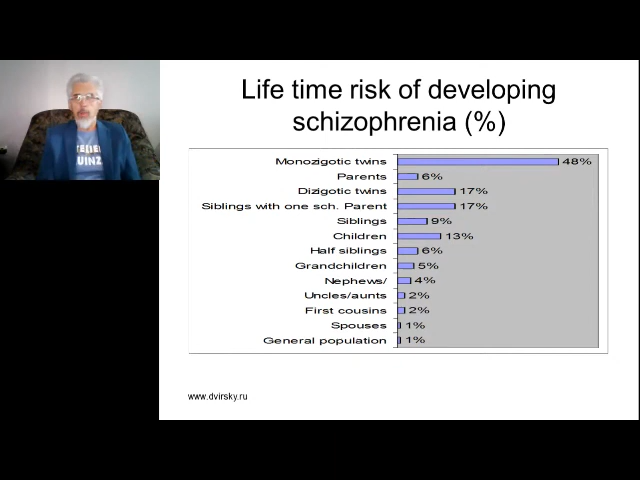 Life time risk of developing
schizophrenia (%)
Monozigotic twins 48%
Parents 6%
Dizigotic twins 17%
Siblings with one sch. Parent 17%
Siblings 9%
Children 13%
Half siblings 6%
Grandchildren 5%
Nephews/ 4%
Uncles/aunts 2%
First cousins 2%
Spouses 1%
General population 1%
www.dvirsky.ru